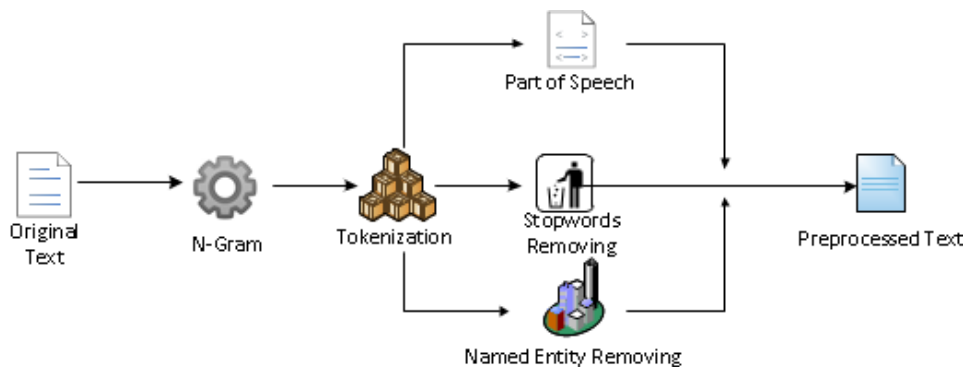 Part of Speech
Original
Text
N-Gram
Tokenization
Stopwords
Removing
Preprocessed Text
Named Entity Removing